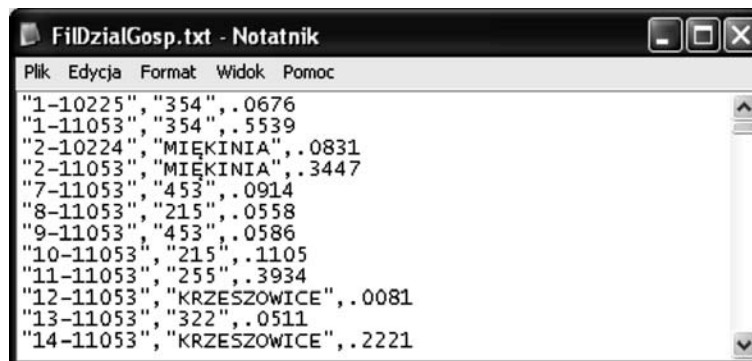 FilDzialGosp.txt - Notatnik
Plik Edycja Format Widok Pomoc
"1-10225","354",.0676
"1-11053","354",.5539
"2-10224","MIĘKINIA",.0831
"2-11053","MIĘKINIA",.3447
"7-11053","453",.0914
"8-11053","215",.0558
"9-11053","453",.0586
"10-11053","215",.1105
"11-11053","255",.3934
"12-11053","KRZESZOWICE",.0081
"13-11053","322",.0511
"14-11053","KRZESZOWICE",.2221